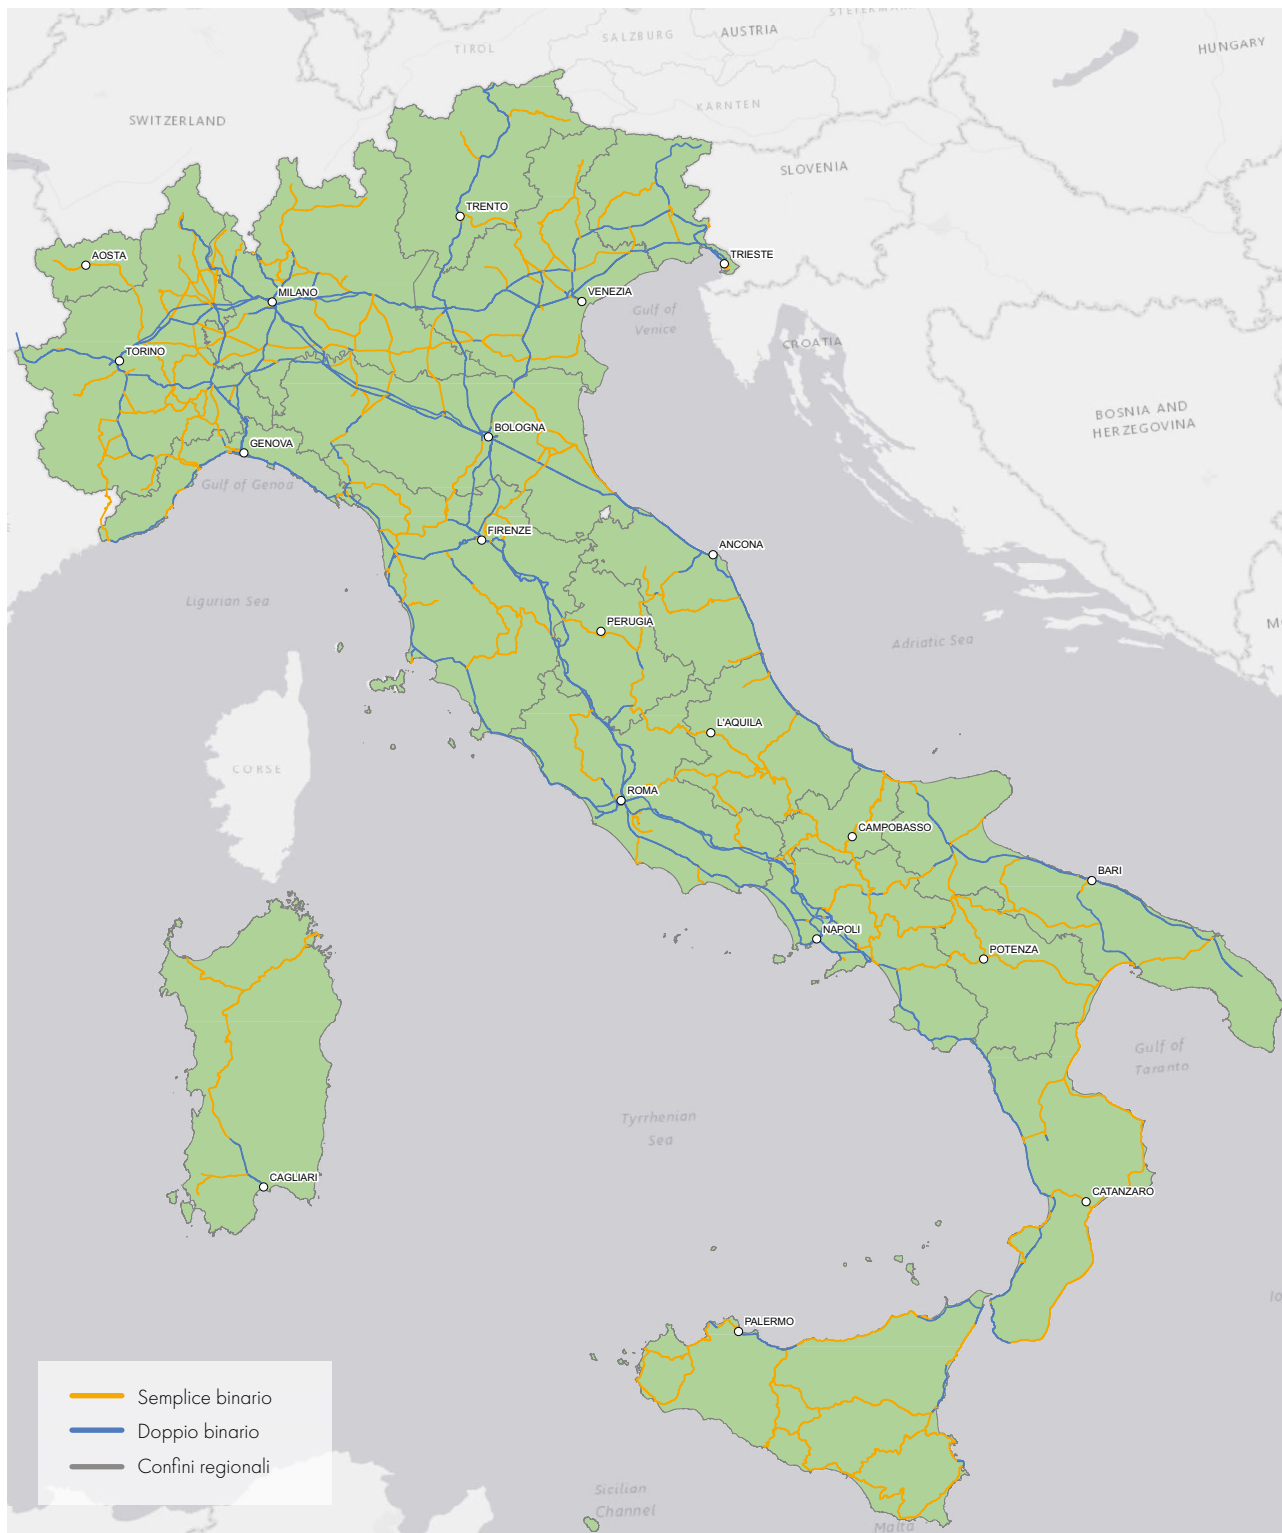 STEIERMARK
AUSTRIA
SALZBURG
TIROL
HUNGARY
KÄRNTEN
SWITZERLAND
SLOVENIA
TRENTO
AOSTA
TRIESTE
MILANO
VENEZIA
Gulf of
Venice
CROATIA
TORINO
BOSNIA AND
HERZEGOVINA
BOLOGNA
GENOVA
Gulf of Genoa
FIRENZE
ANCONA
Ligurian Sea
PERUGIA
Adriatic Sea
L'AQUILA
CORSE
ROMA
CAMPOBASSO
BARI
NAPOLI
POTENZA
Gulf of
Taranto
Tyrrhenian
Sea
CAGLIARI
CATANZARO
PALERMO
Semplice binario
Doppio binario
Confini regionali
Sicilian
Channel
Malta